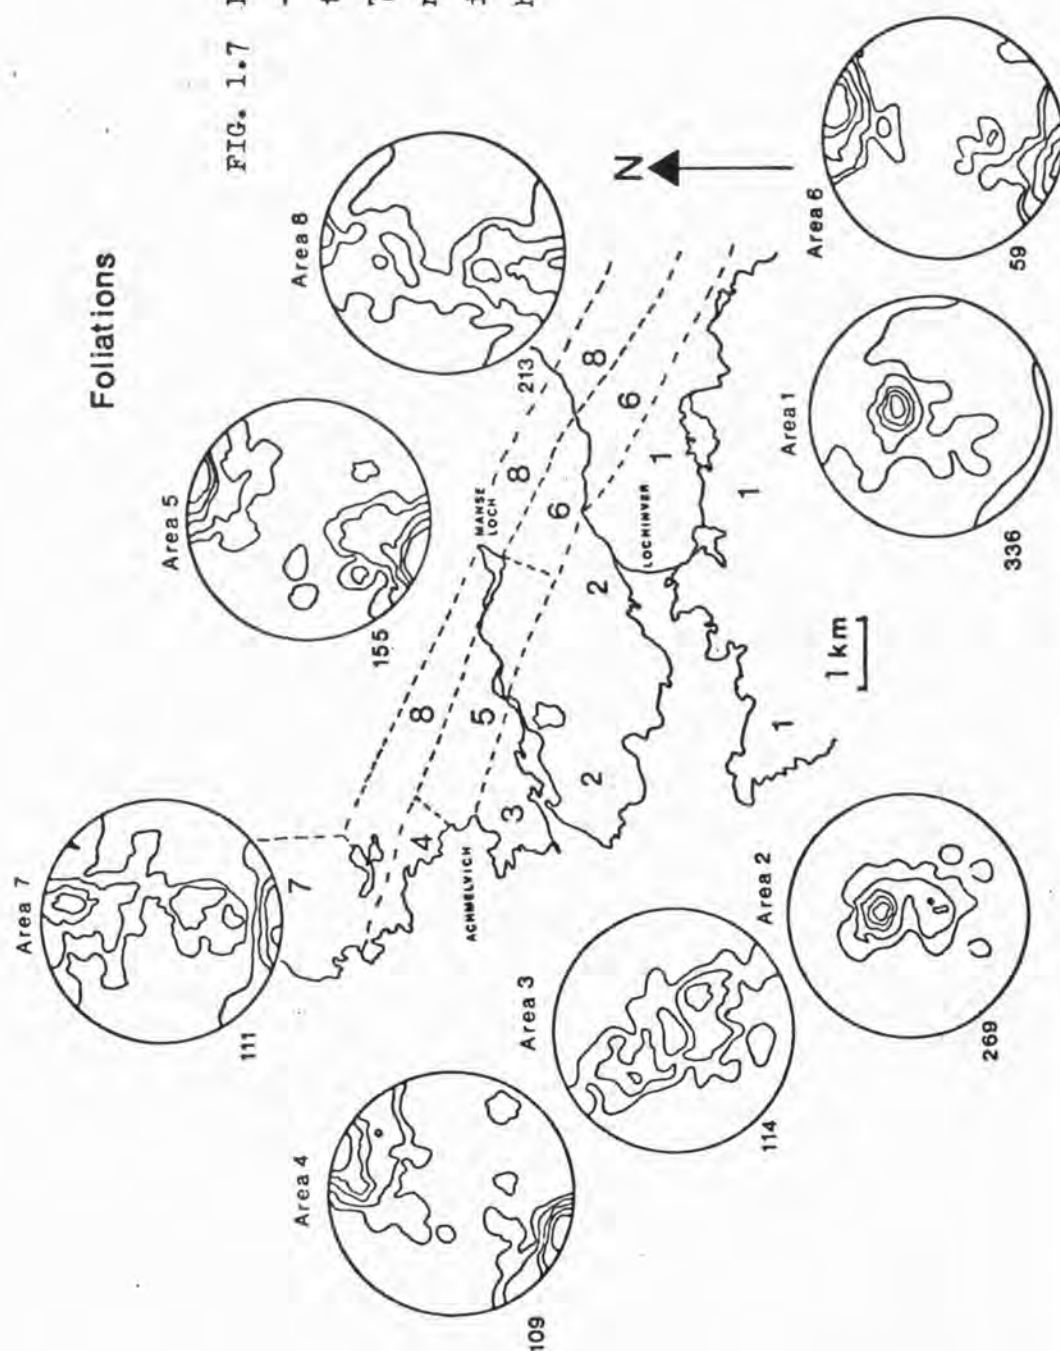 Foliations
FIG. 1.7
Area 7
111
Area 5
155
Area 8
213
Area 4
109
Area 3
114
Area 2
269
Area 1
336
Area 6
59
N
7
8
8
8
4
5
6
6
3
2
2
1
1
1
ACHMELVICH
MANSE
LOCH
LOCHINVER
1 km